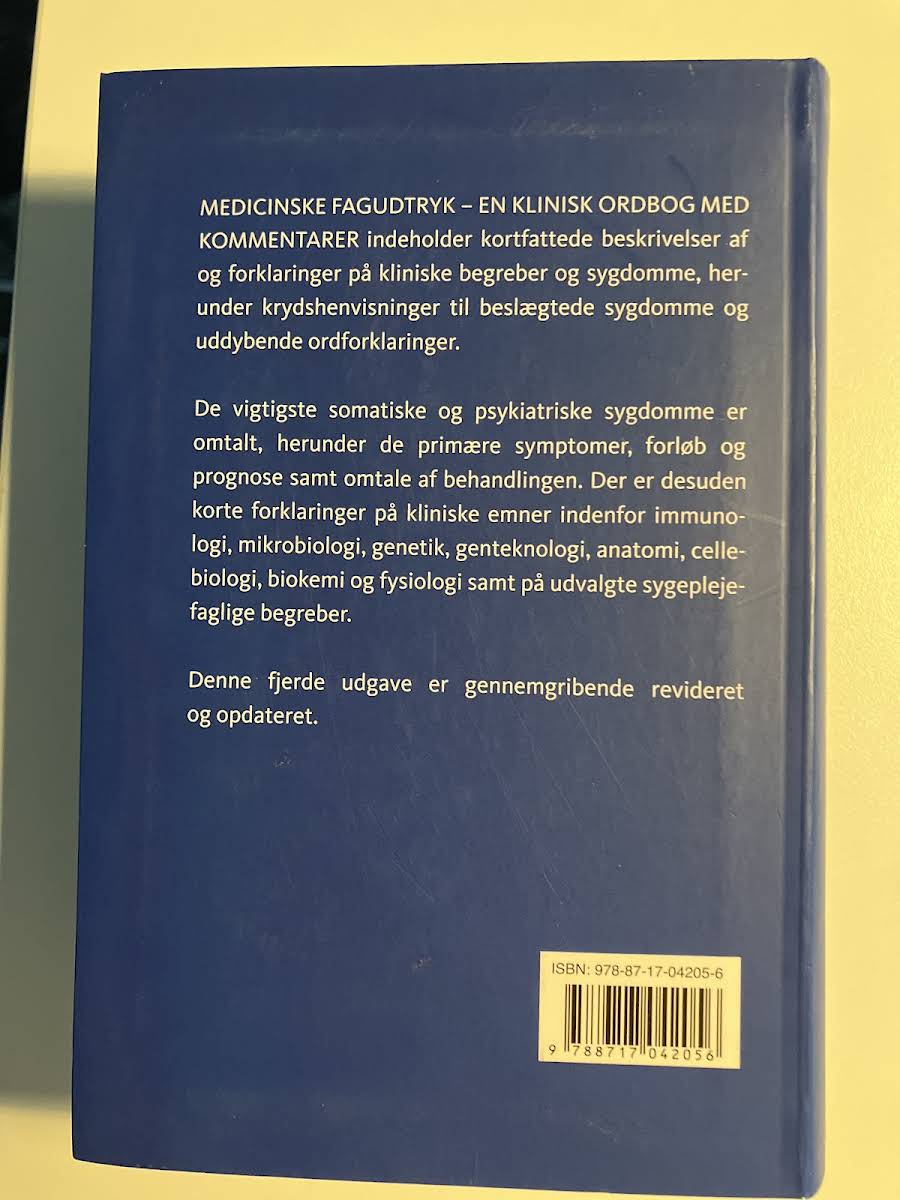 MEDICINSKE FAGUDTRYK – EN KLINISK ORDBOG MED
KOMMENTARER indeholder kortfattede beskrivelser af
og forklaringer på kliniske begreber og sygdomme, her-
under krydshenvisninger til beslægtede sygdomme og
uddybende ordforklaringer.
De vigtigste somatiske og psykiatriske sygdomme er
omtalt, herunder de primære symptomer, forløb og
prognose samt omtale af behandlingen. Der er desuden
korte forklaringer på kliniske emner indenfor immuno-
logi, mikrobiologi, genetik, genteknologi, anatomi, celle-
biologi, biokemi og fysiologi samt på udvalgte sygepleje-
faglige begreber.
Denne fjerde udgave er gennemgribende revideret
og opdateret.
ISBN: 978-87-17-04205-6
9 788717 042056